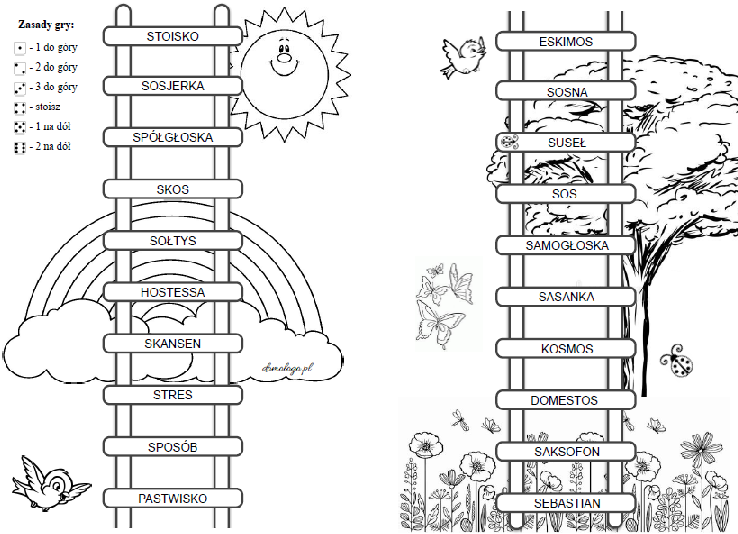 Zasady gry:
- 1 do góry
- 2 do góry
- 3 do góry
- stoisz
- 1 na dół
- 2 na dół
STOISKO
SOSJERKA
SPÓŁGŁOSKA
SKOS
SOŁTYS
HOSTESSA
SKANSEN
STRES
SPOSÓB
PASTWISKO
domologo.pl
ESKIMOS
SOSNA
SUSEŁ
SOS
SAMOGŁOSKA
SASANKA
KOSMOS
DOMESTOS
SAKSOFON
SEBASTIAN